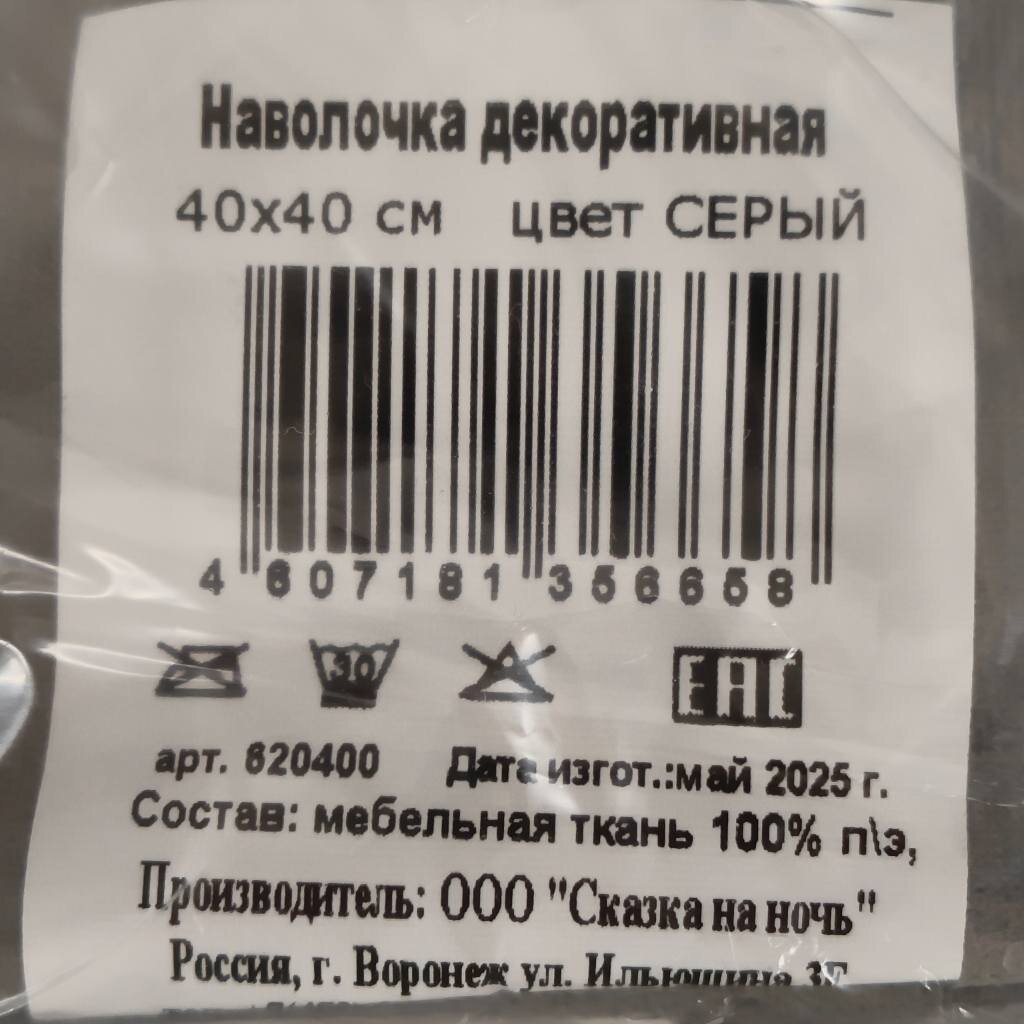 Наволочка декоративная
40х40 см цвет СЕРЫЙ
4 607181 356658
30
EAC
арт. 620400 Дата изгот.:май 2025 г.
Состав: мебельная ткань 100% п\э,
Производитель: ООО "Сказка на ночь"
Россия, г. Воронеж ул. Ильюшина